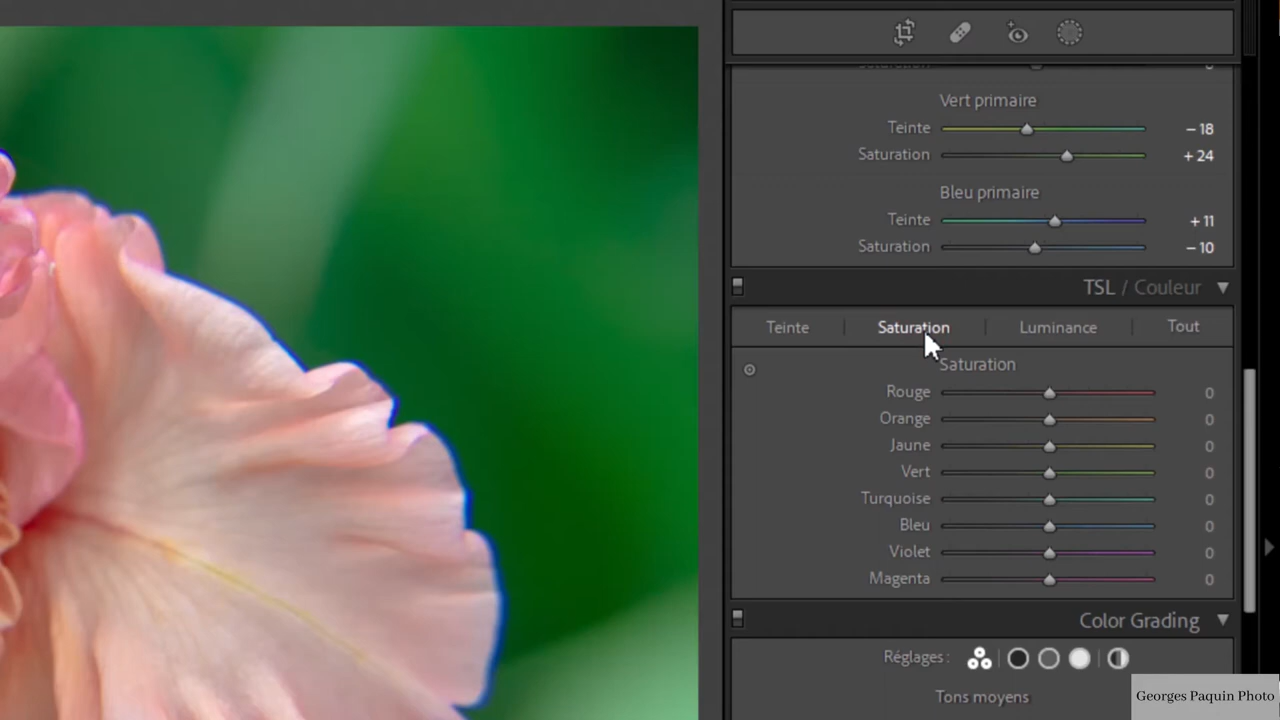 Saturation 0
Vert primaire
Teinte – 18
Saturation + 24
Bleu primaire
Teinte + 11
Saturation – 10
TSL / Couleur
Teinte Saturation Luminance Tout
Saturation
Rouge 0
Orange 0
Jaune 0
Vert 0
Turquoise 0
Bleu 0
Violet 0
Magenta 0
Color Grading
Réglages :
Tons moyens
Georges Paquin Photo